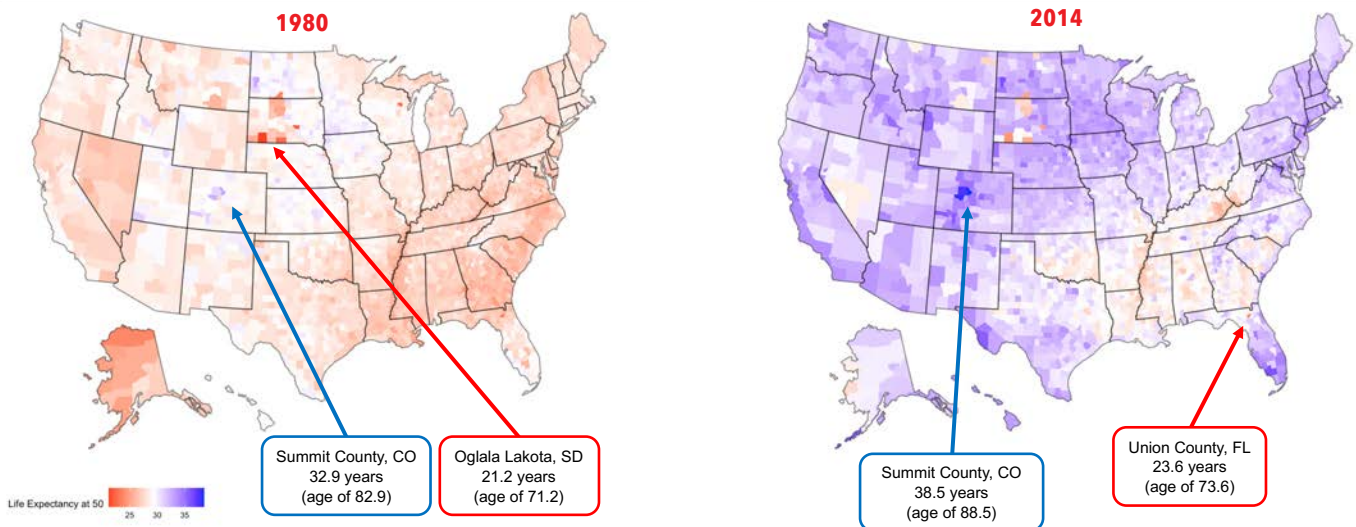 1980
2014
Summit County, CO
32.9 years
(age of 82.9)
Oglala Lakota, SD
21.2 years
(age of 71.2)
Life Expectancy at 50
25 30 35
Summit County, CO
38.5 years
(age of 88.5)
Union County, FL
23.6 years
(age of 73.6)